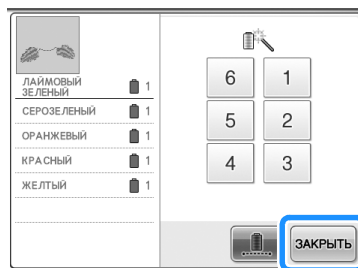 ЛАЙМОВЫЙ
ЗЕЛЕНЫЙ
1
СЕРОЗЕЛЕНЫЙ
1
ОРАНЖЕВЫЙ
1
КРАСНЫЙ
1
ЖЕЛТЫЙ
1
6 1
5 2
4 3
ЗАКРЫТЬ